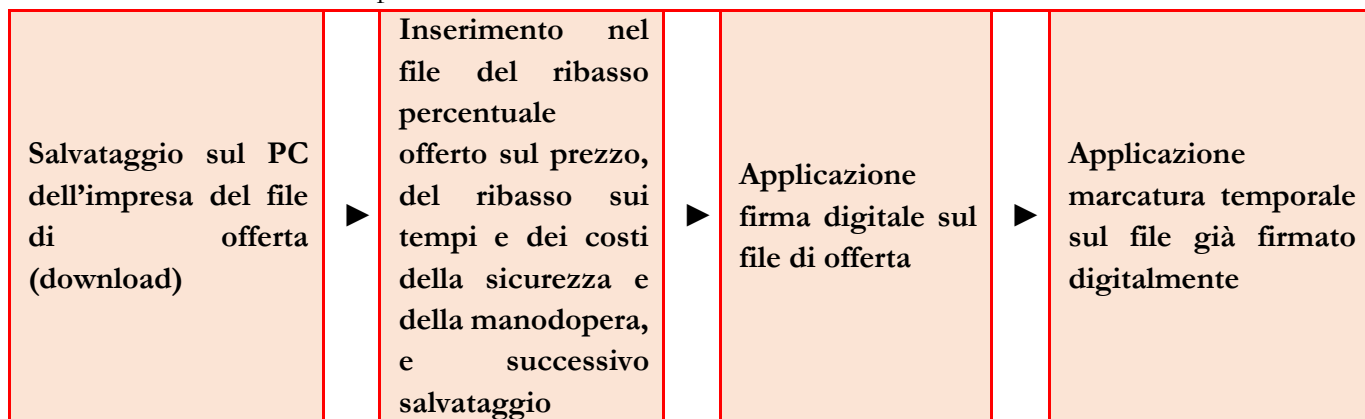 Salvataggio sul PC
dell’impresa del file
di offerta
(download)
►
Inserimento nel
file del ribasso
percentuale
offerto sul prezzo,
del ribasso sui
tempi e dei costi
della sicurezza e
della manodopera,
e successivo
salvataggio
►
Applicazione
firma digitale sul
file di offerta
►
Applicazione
marcatura temporale
sul file già firmato
digitalmente